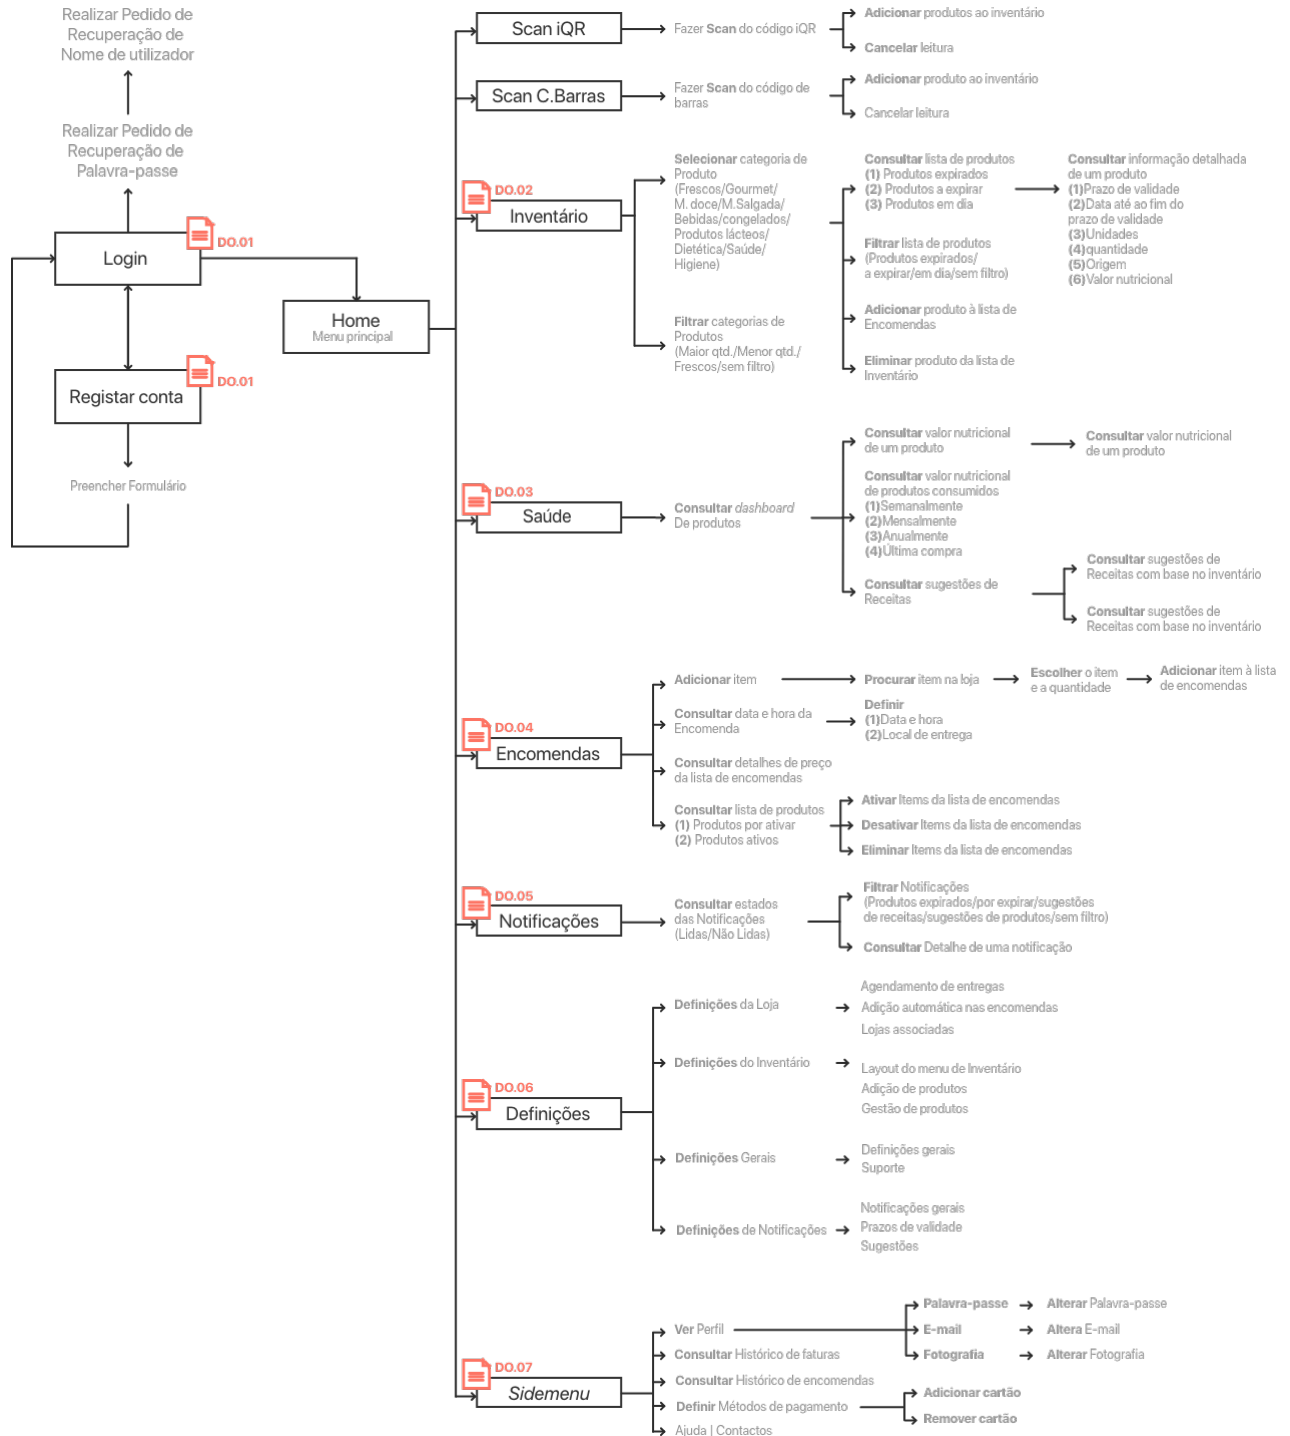 Realizar Pedido de
Recuperação de
Nome de utilizador
Realizar Pedido de
Recuperação de
Palavra-passe
DO.01
Login
Home
Menu principal
DO.01
Registar conta
Preencher Formulário
Scan iQR
Fazer Scan do código iQR
Adicionar produtos ao inventário
Cancelar leitura
Scan C.Barras
Fazer Scan do código de
barras
Adicionar produto ao inventário
Cancelar leitura
DO.02
Inventário
Selecionar categoria de
Produto
(Frescos/Gourmet/
M. doce/M.Salgada/
Bebidas/congelados/
Produtos lácteos/
Dietética/Saúde/
Higiene)
Filtrar categorias de
Produtos
(Maior qtd./Menor qtd./
Frescos/sem filtro)
Consultar lista de produtos
(1) Produtos expirados
(2) Produtos a expirar
(3) Produtos em dia
Filtrar lista de produtos
(Produtos expirados/
a expirar/em dia/sem filtro)
Adicionar produto à lista de
Encomendas
Eliminar produto da lista de
Inventário
Consultar informação detalhada
de um produto
(1)Prazo de validade
(2)Data até ao fim do
prazo de validade
(3)Unidades
(4)quantidade
(5)Origem
(6)Valor nutricional
DO.03
Saúde
Consultar dashboard
De produtos
Consultar valor nutricional
de um produto
Consultar valor nutricional
de um produto
Consultar valor nutricional
de produtos consumidos
(1)Semanalmente
(2)Mensalmente
(3)Anualmente
(4)Última compra
Consultar sugestões de
Receitas
Consultar sugestões de
Receitas com base no inventário
Consultar sugestões de
Receitas com base no inventário
DO.04
Encomendas
Adicionar item
Procurar item na loja
Escolher o item
e a quantidade
Adicionar item à lista
de encomendas
Consultar data e hora da
Encomenda
Definir
(1)Data e hora
(2)Local de entrega
Consultar detalhes de preço
da lista de encomendas
Consultar lista de produtos
(1) Produtos por ativar
(2) Produtos ativos
Ativar Items da lista de encomendas
Desativar Items da lista de encomendas
Eliminar Items da lista de encomendas
DO.05
Notificações
Consultar estados
das Notificações
(Lidas/Não Lidas)
Filtrar Notificações
(Produtos expirados/por expirar/sugestões
de receitas/sugestões de produtos/sem filtro)
Consultar Detalhe de uma notificação
DO.06
Definições
Definições da Loja
Agendamento de entregas
Adição automática nas encomendas
Lojas associadas
Definições do Inventário
Layout do menu de Inventário
Adição de produtos
Gestão de produtos
Definições Gerais
Definições gerais
Suporte
Definições de Notificações
Notificações gerais
Prazos de validade
Sugestões
DO.07
Sidemenu
Ver Perfil
Palavra-passe
Alterar Palavra-passe
E-mail
Altera E-mail
Fotografia
Alterar Fotografia
Consultar Histórico de faturas
Consultar Histórico de encomendas
Definir Métodos de pagamento
Adicionar cartão
Remover cartão
Ajuda | Contactos